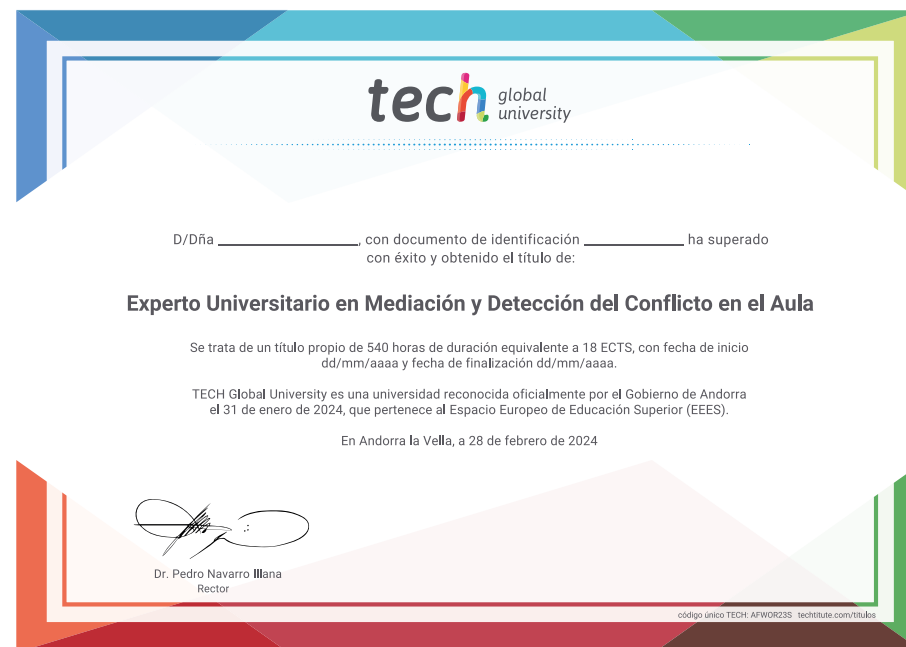 tech global university
D/Dña ____________________, con documento de identificación ______________ ha superado
con éxito y obtenido el título de:
Experto Universitario en Mediación y Detección del Conflicto en el Aula
Se trata de un título propio de 540 horas de duración equivalente a 18 ECTS, con fecha de inicio
dd/mm/aaaa y fecha de finalización dd/mm/aaaa.
TECH Global University es una universidad reconocida oficialmente por el Gobierno de Andorra
el 31 de enero de 2024, que pertenece al Espacio Europeo de Educación Superior (EEES).
En Andorra la Vella, a 28 de febrero de 2024
Dr. Pedro Navarro Illana
Rector
código único TECH: AFWOR23S techtitute.com/titulos